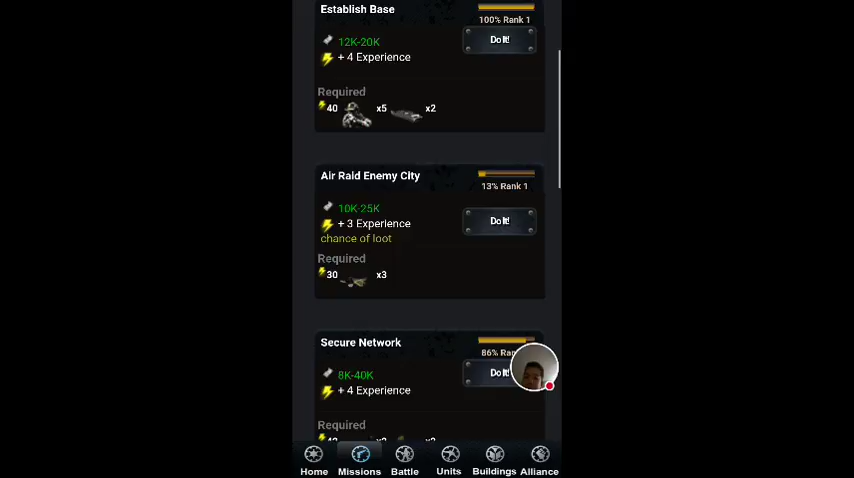 Establish Base
100% Rank 1
Do It!
12K-20K
+ 4 Experience
Required
40 x5 x2
Air Raid Enemy City
13% Rank 1
Do It!
10K-25K
+ 3 Experience
chance of loot
Required
30 x3
Secure Network
86%
Do It!
8K-40K
+ 4 Experience
Required
Home Missions Battle Units Buildings Alliance